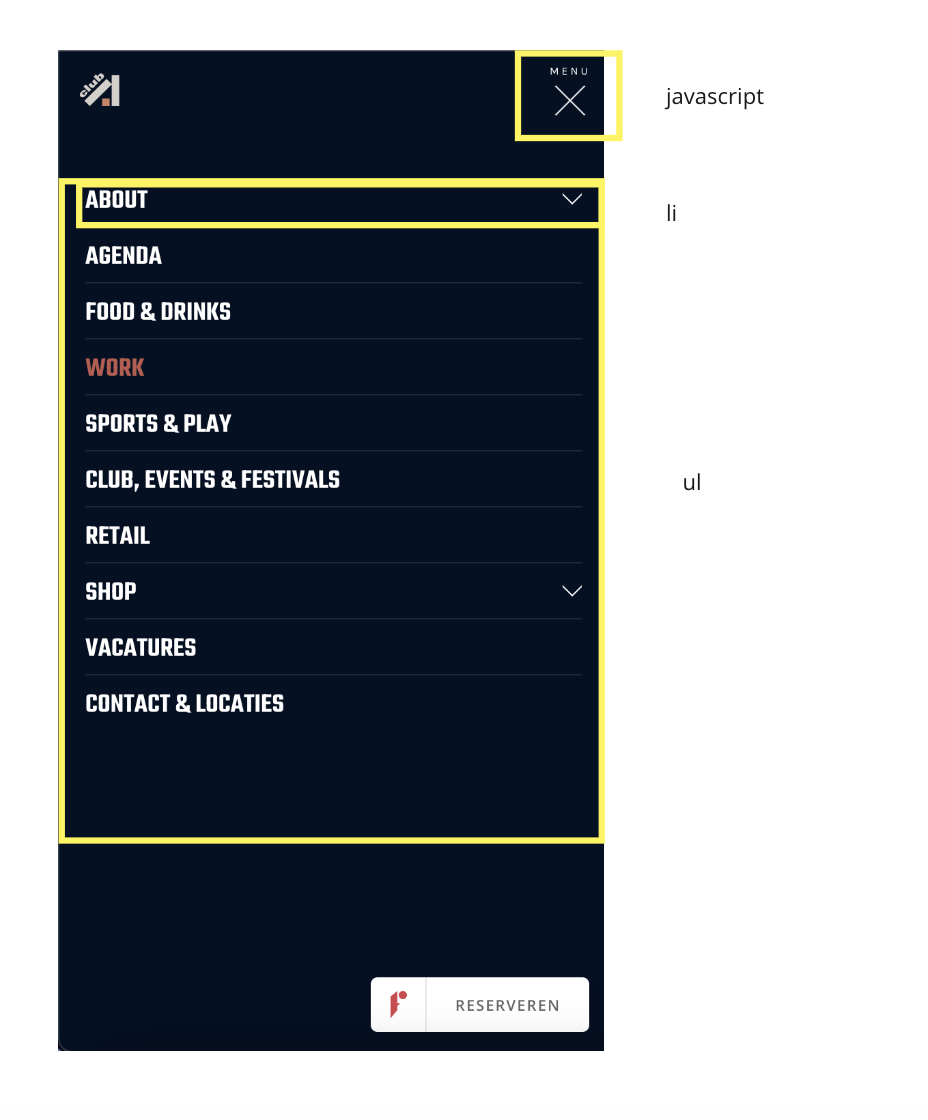 club
MENU
javascript
ABOUT
li
AGENDA
FOOD & DRINKS
WORK
SPORTS & PLAY
CLUB, EVENTS & FESTIVALS
ul
RETAIL
SHOP
VACATURES
CONTACT & LOCATIES
RESERVEREN